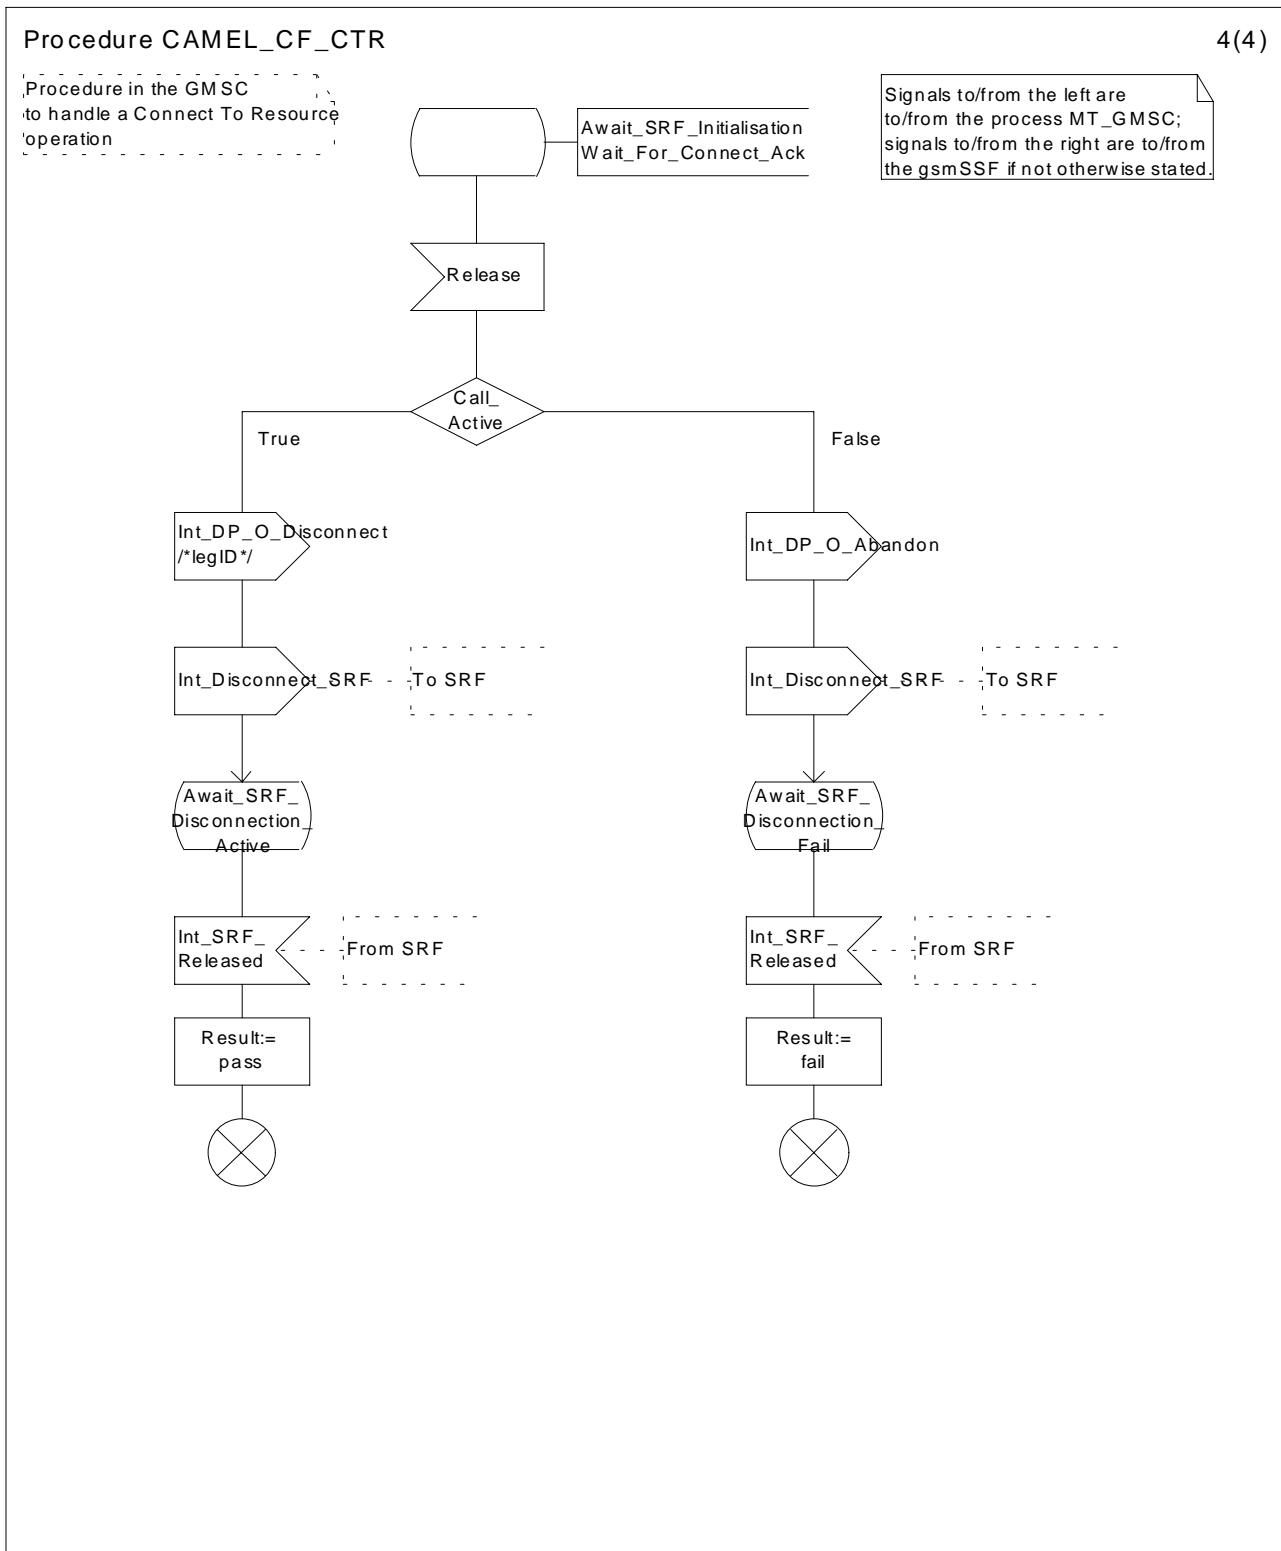 Procedure CAMEL_CF_CTR
4(4)
Procedure in the GMSC
to handle a Connect To Resource
operation
Await_SRF_Initialisation
Wait_For_Connect_Ack
Signals to/from the left are
to/from the process MT_GMSC;
signals to/from the right are to/from
the gsmSSF if not otherwise stated.
Release
Call_
Active
True
False
Int_DP_O_Disconnect
/*legID*/
Int_DP_O_Abandon
Int_Disconnect_SRF
To SRF
Int_Disconnect_SRF
To SRF
Await_SRF_
Disconnection_
Active
Await_SRF_
Disconnection_
Fail
Int_SRF_
Released
From SRF
Int_SRF_
Released
From SRF
Result:=
pass
Result:=
fail